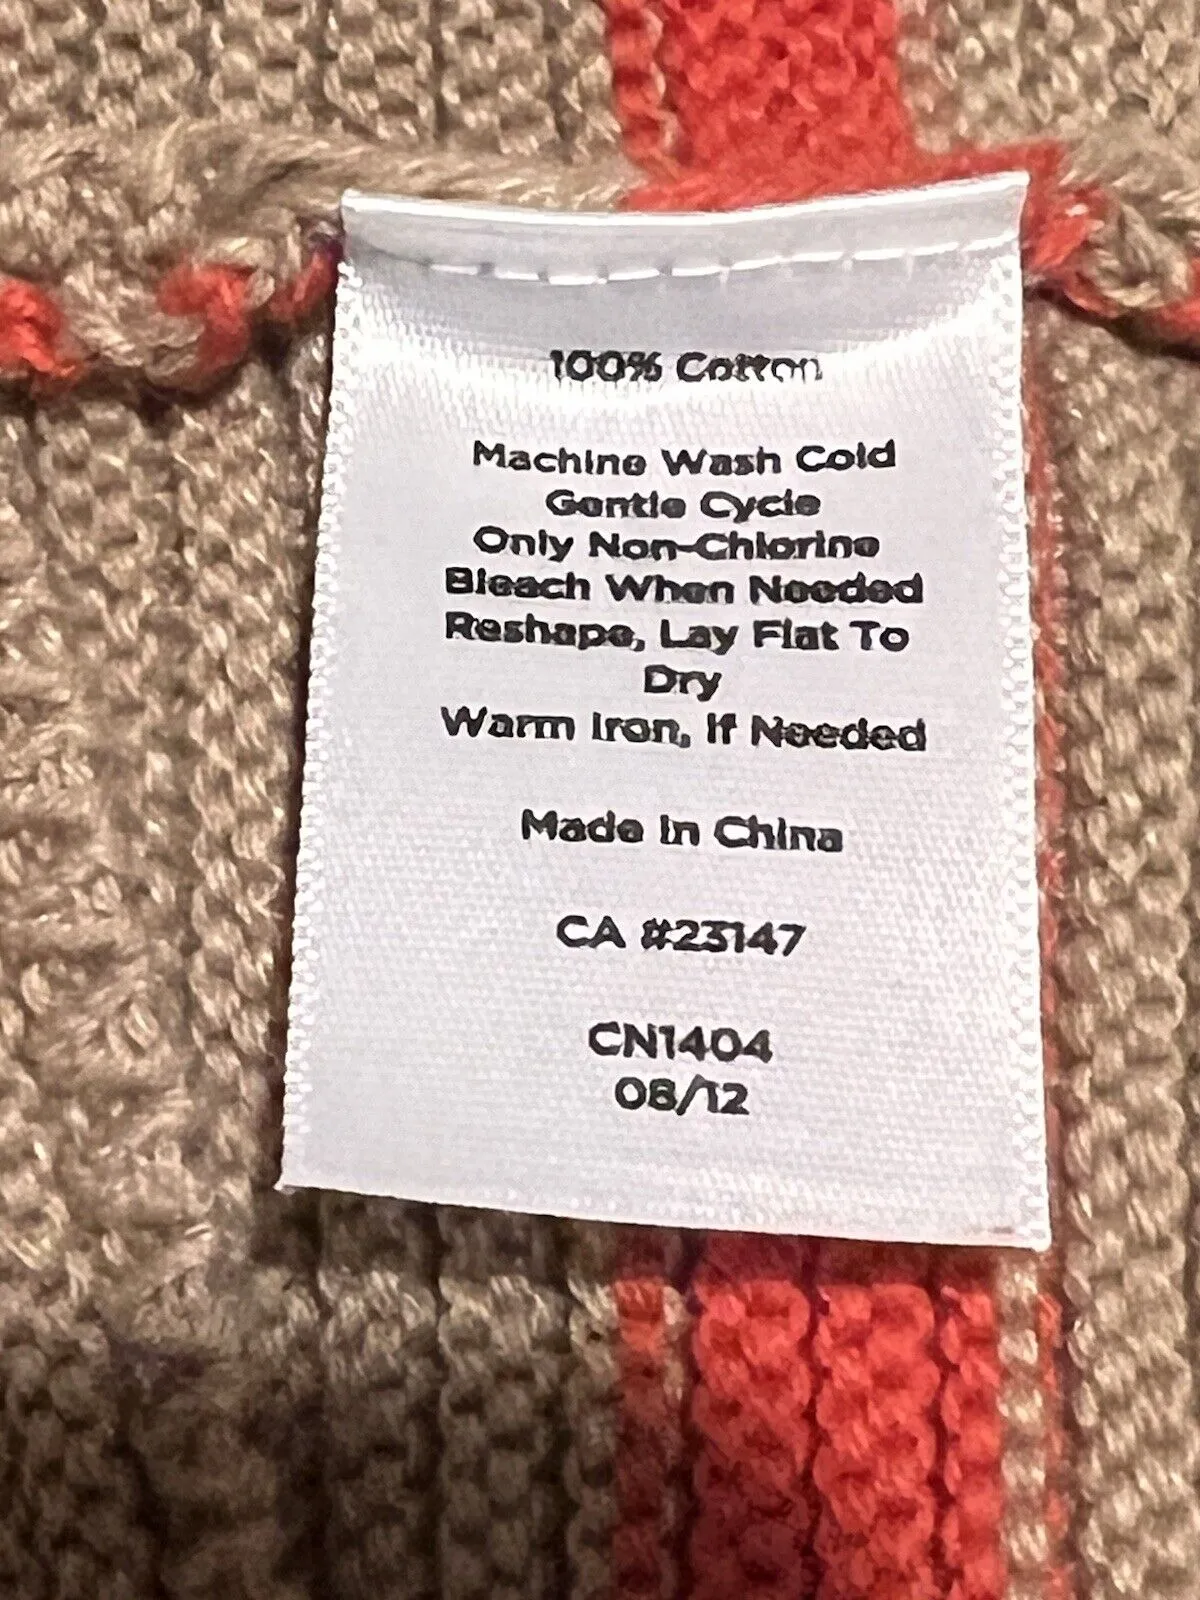 100% Cotton
Machine Wash Cold
Gentle Cycle
Only Non-Chlorine
Bleach When Needed
Reshape, Lay Flat To
Dry
Warm Iron, If Needed
Made In China
CA #23147
CN1404
08/12